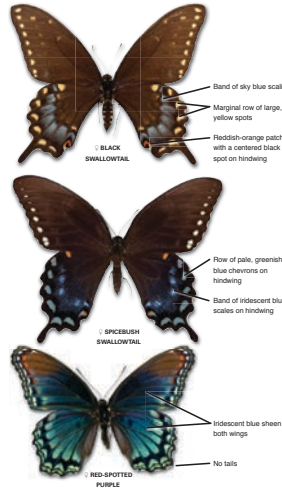 Band of sky blue scali
Marginal row of large,
yellow spots
Reddish-orange patch
with a centered black
spot on hindwing
♀ BLACK
SWALLOWTAIL
Row of pale, greenish
blue chevrons on
hindwing
Band of iridescent blu
scales on hindwing
♀ SPICEBUSH
SWALLOWTAIL
Iridescent blue sheen
both wings
No tails
♀ RED-SPOTTED
PURPLE